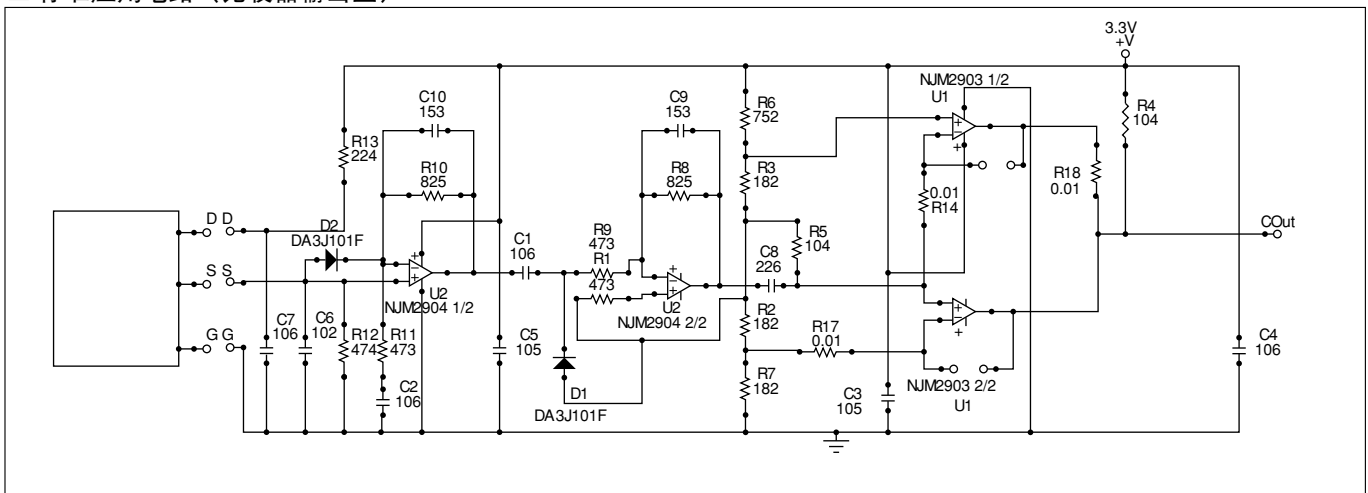 3.3V
+V
NJM2903 1/2
U1
C10
153
C9
153
R6
752
R4
104
R13
224
R10
825
R8
825
R3
182
R18
0.01
0.01
R14
D D
D2
DA3J101F
R9
473
R1
473
C1
106
R5
104
C8
226
COut
S S
U2
NJM2904 1/2
U2
NJM2904 2/2
G G
C7
106
C6
102
R12
474
R11
473
C5
105
R2
182
R17
0.01
C4
106
C2
106
D1
DA3J101F
R7
182
C3
105
NJM2903 2/2
U1